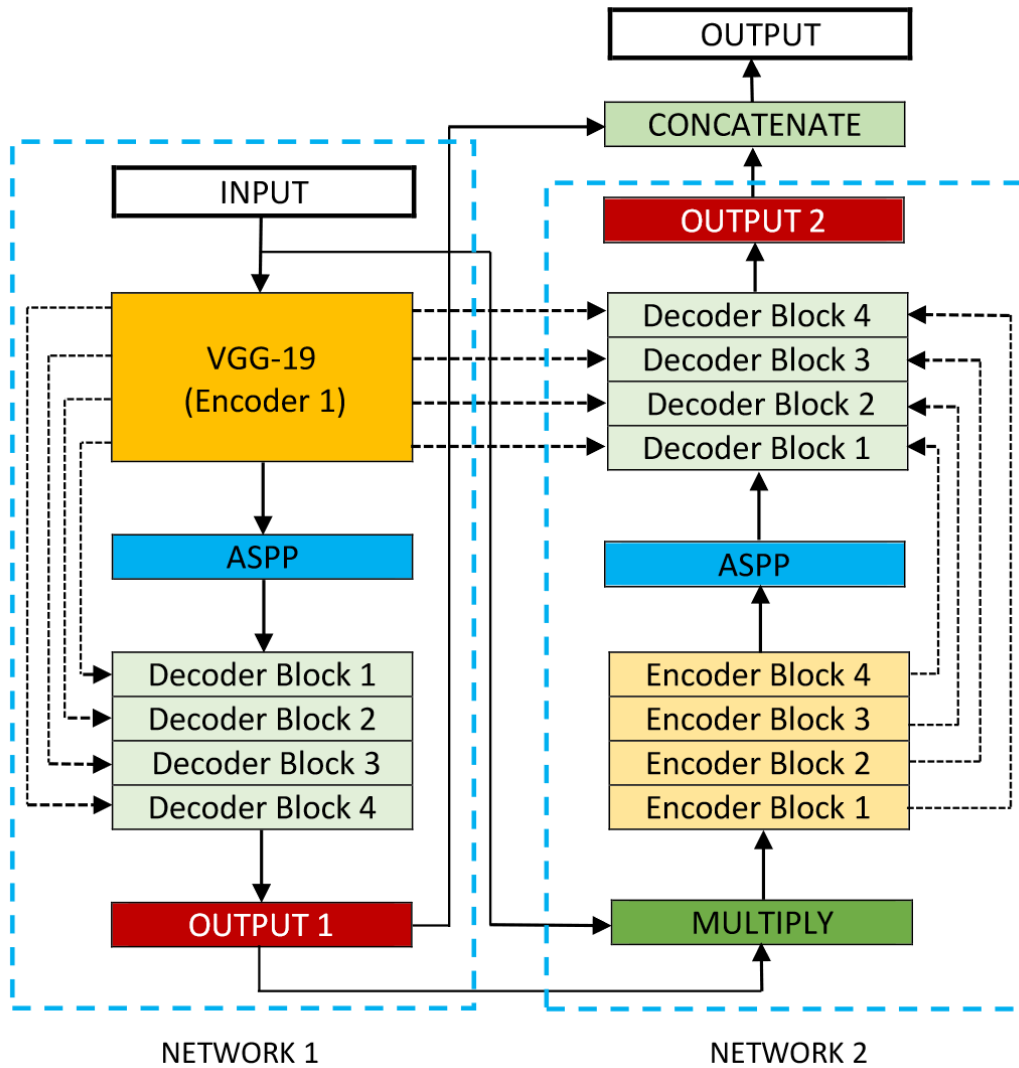 OUTPUT
CONCATENATE
INPUT
OUTPUT 2
VGG-19
(Encoder 1)
Decoder Block 4
Decoder Block 3
Decoder Block 2
Decoder Block 1
ASPP
ASPP
Decoder Block 1
Decoder Block 2
Decoder Block 3
Decoder Block 4
Encoder Block 4
Encoder Block 3
Encoder Block 2
Encoder Block 1
OUTPUT 1
MULTIPLY
NETWORK 1
NETWORK 2